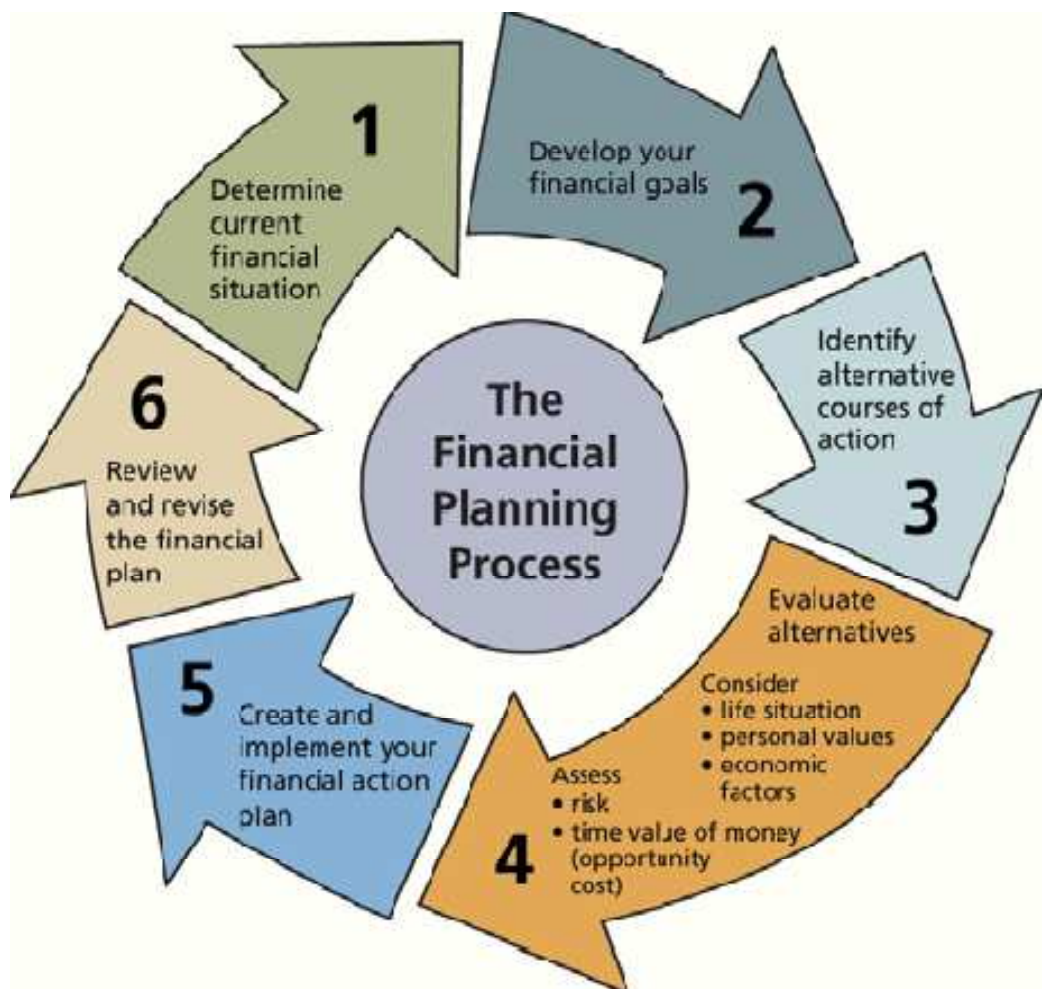 1
Determine
current
financial
situation
Develop your
financial goals
2
Identify
alternative
courses of
action
3
Evaluate
alternatives
Consider
• life situation
• personal values
• economic
factors
Assess
• risk
• time value of money
(opportunity
cost)
4
5
Create and
implement your
financial action
plan
6
Review
and revise
the financial
plan
The
Financial
Planning
Process